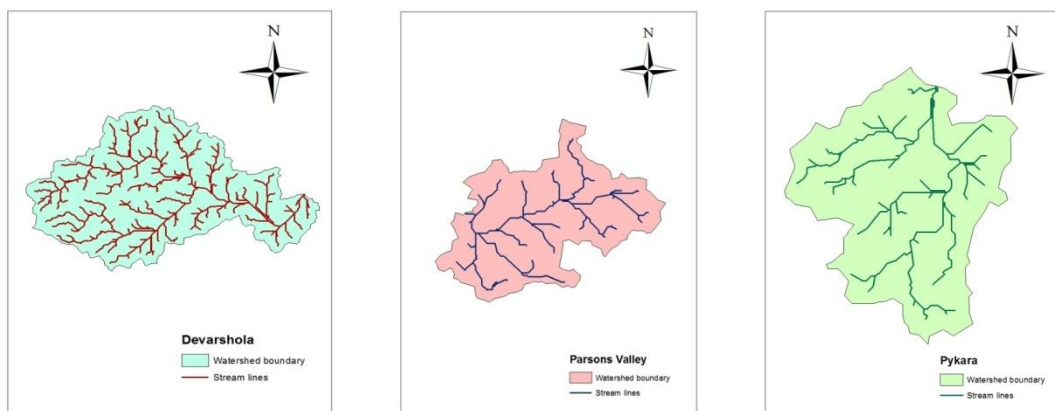 N
Devarshola
Watershed boundary
Stream lines
N
Parsons Valley
Watershed boundary
Stream lines
N
Pykara
Watershed boundary
Stream lines